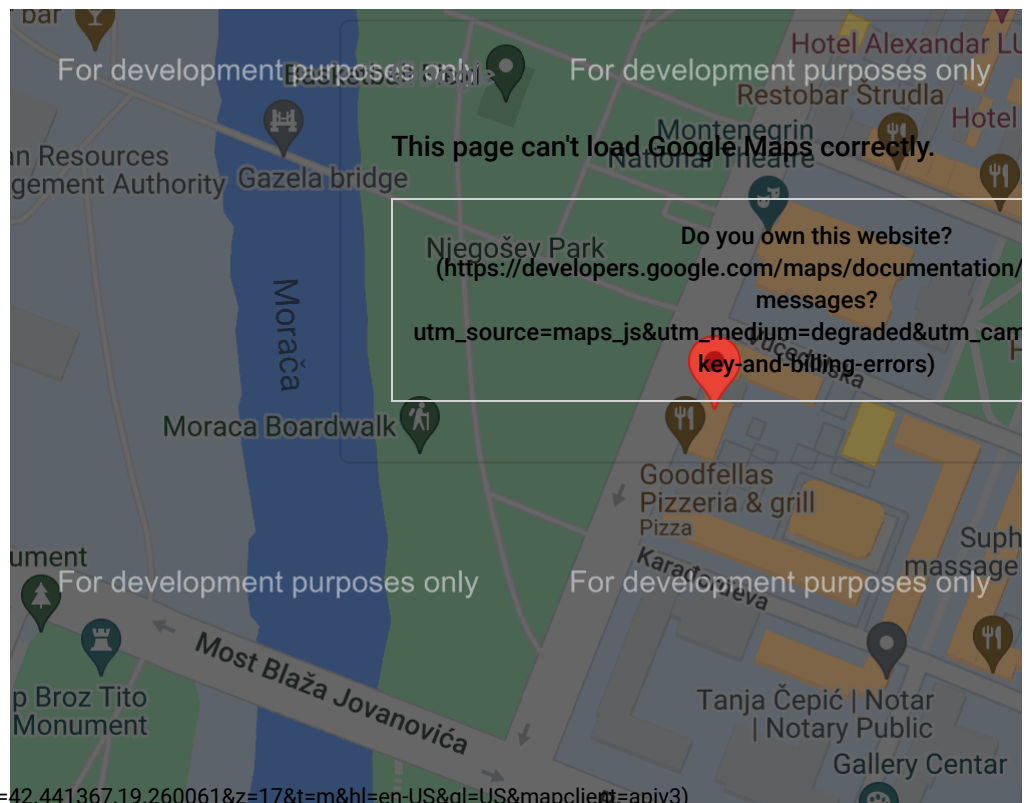 bar
Hotel Alexandar LU
For development purposes only
For development purposes only
Restobar Štrudla
Hotel
Montenegrin
National Theatre
This page can't load Google Maps correctly.
an Resources
gement Authority
Gazela bridge
Do you own this website?
Njegošev Park
(https://developers.google.com/maps/documentation/
messages?
utm_source=maps_js&utm_medium=degraded&utm_cam
key-and-billing-errors)
Morača
Moraca Boardwalk
Goodfellas
Pizzeria & grill
Pizza
Suph
massage
ument
For development purposes only
For development purposes only
Karađorđeva
Most Blaža Jovanovića
p Broz Tito
Monument
Tanja Čepić | Notar
| Notary Public
Gallery Centar
=42.441367,19.260061&z=17&t=m&hl=en-US&gl=US&mapclient=apiv3)